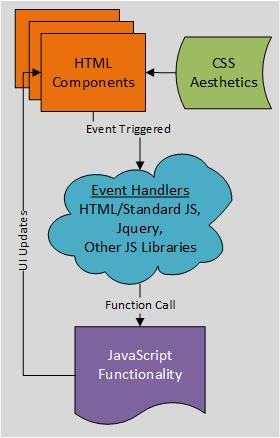 HTML
Components
CSS
Aesthetics
Event Triggered
Event Handlers
HTML/Standard JS,
Jquery,
Other JS Libraries
UI Updates
Function Call
JavaScript
Functionality